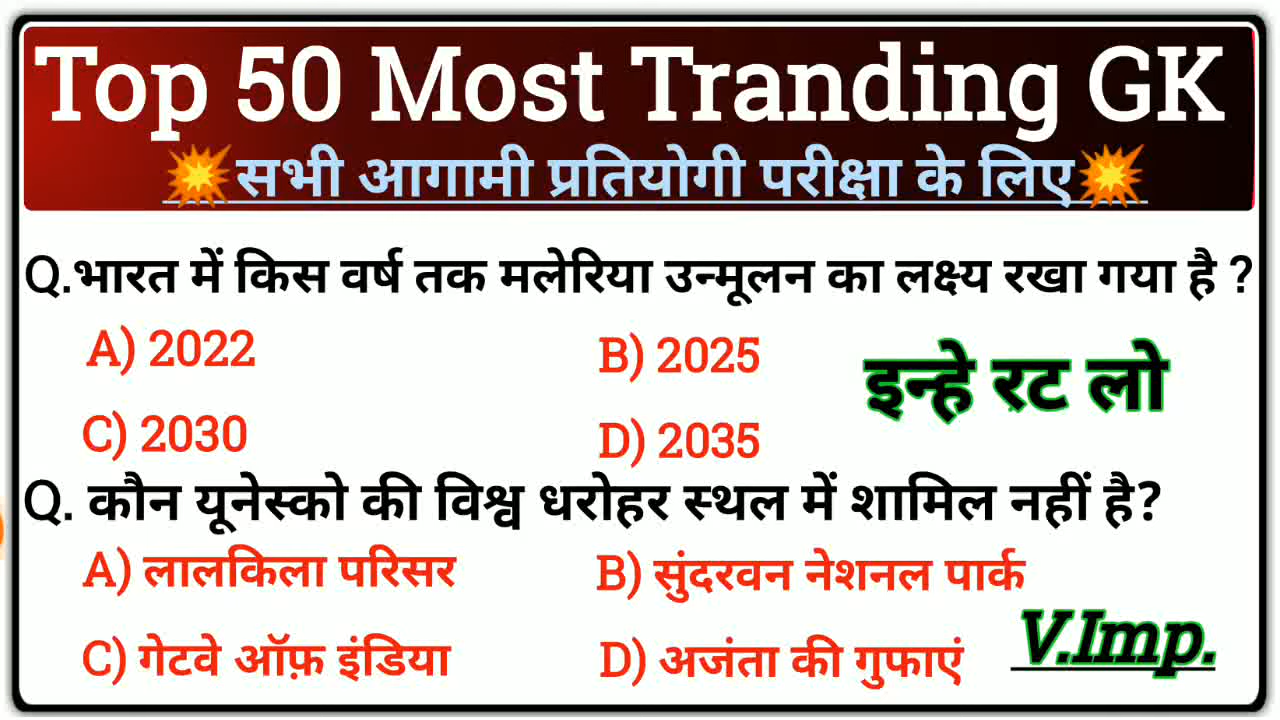 Top 50 Most Tranding GK
💥सभी आगामी प्रतियोगी परीक्षा के लिए💥
Q.भारत में किस वर्ष तक मलेरिया उन्मूलन का लक्ष्य रखा गया है ?
A) 2022
B) 2025
C) 2030
D) 2035
इन्हे रट लो
Q. कौन यूनेस्को की विश्व धरोहर स्थल में शामिल नहीं है?
A) लालकिला परिसर
B) सुंदरवन नेशनल पार्क
C) गेटवे ऑफ़ इंडिया
D) अजंता की गुफाएं
V.Imp.